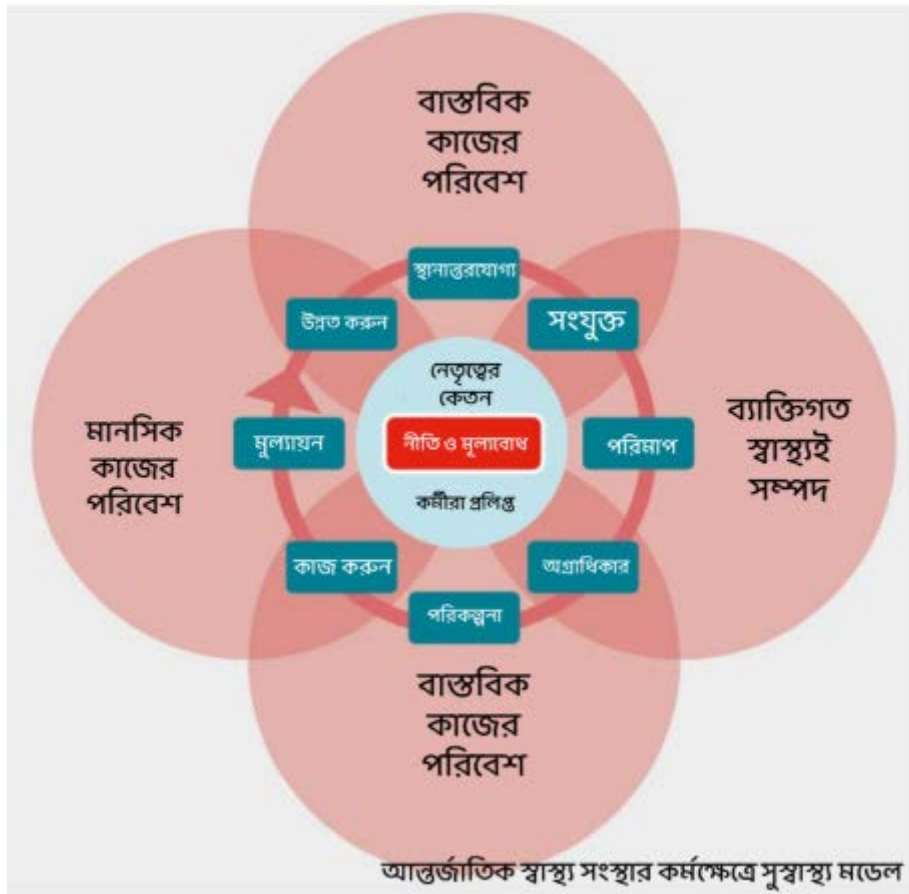 বাস্তবিক
কাজের
পরিবেশ
স্থানান্তরযোগা
উন্নত করুন
সংযুক্ত
নেতৃত্বের
কেতন
মানসিক
কাজের
পরিবেশ
মুল্যায়ন
নীতি ও মূল্যবোধ
পরিমাপ
ব্যাক্তিগত
স্বাস্থ্যই
সম্পদ
কর্মীরা প্রলিপ্ত
কাজ করুন
অগ্রাধিকার
পরিকল্পনা
বাস্তবিক
কাজের
পরিবেশ
আন্তর্জাতিক স্বাস্থ্য সংস্থার কর্মক্ষেত্রে সুস্বাস্থ্য মডেল